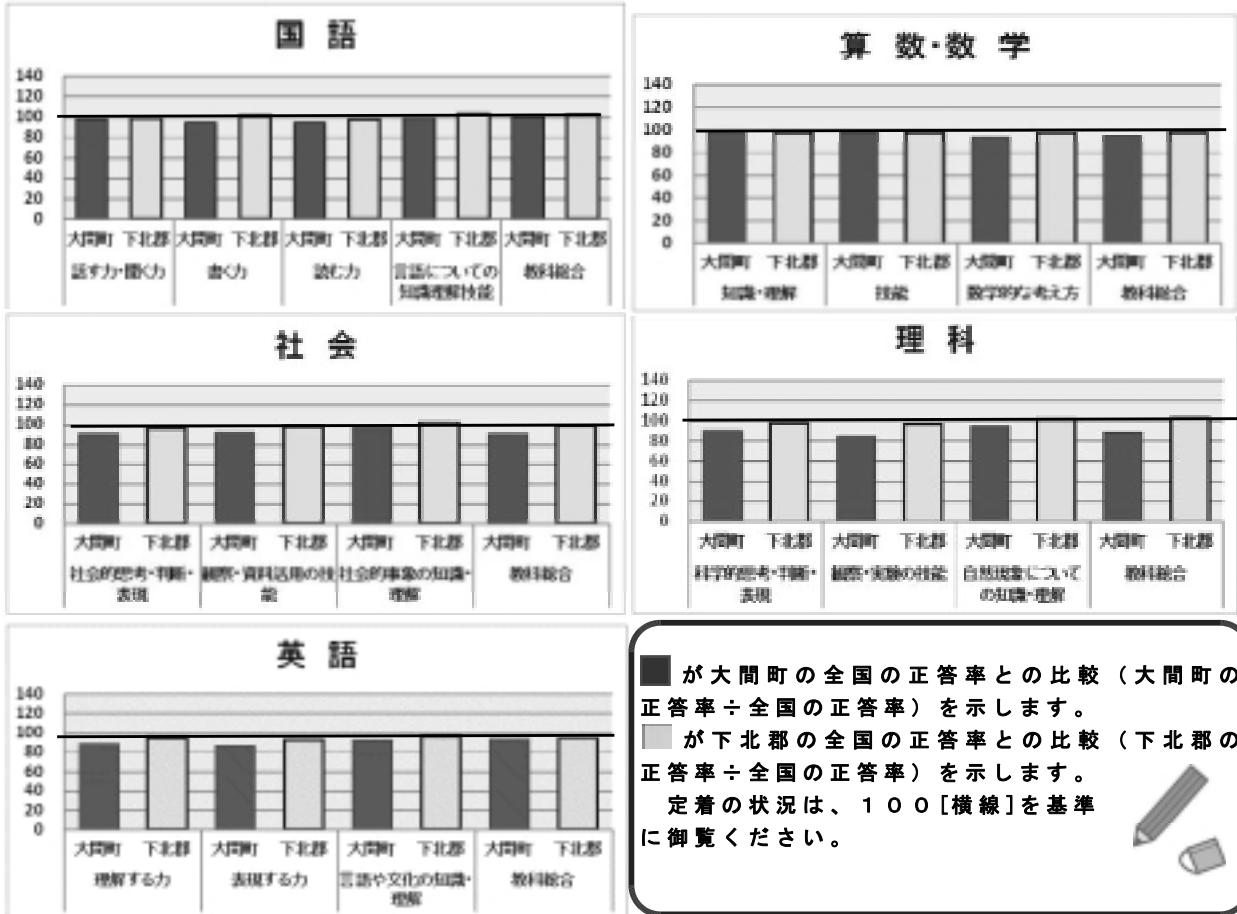 国 語
140
120
100
80
60
40
20
0
大間町 下北郡 大間町 下北郡 大間町 下北郡 大間町 下北郡 大間町 下北郡
話す力・聞く力 書く力 読む力 言語についての 教科総合
知識理解技能
算 数・数 学
140
120
100
80
60
40
20
0
大間町 下北郡 大間町 下北郡 大間町 下北郡 大間町 下北郡
知識・理解 技能 数学的な考え方 教科総合
社 会
140
120
100
80
60
40
20
0
大間町 下北郡 大間町 下北郡 大間町 下北郡 大間町 下北郡
社会的思考・判断・ 観察・資料活用の技 社会的事象の知識・ 教科総合
表現 能 理解
理 科
140
120
100
80
60
40
20
0
大間町 下北郡 大間町 下北郡 大間町 下北郡 大間町 下北郡
科学的思考・判断・ 観察・実験の技能 自然現象について 教科総合
表現 の知識・理解
英 語
140
120
100
80
60
40
20
0
大間町 下北郡 大間町 下北郡 大間町 下北郡 大間町 下北郡
理解する力 表現する力 言語や文化の知識・ 教科総合
理解
が大間町の全国の正答率との比較（大間町の
正答率÷全国の正答率）を示します。
が下北郡の全国の正答率との比較（下北郡の
正答率÷全国の正答率）を示します。
定着の状況は、１００[横線]を基準
に御覧ください。